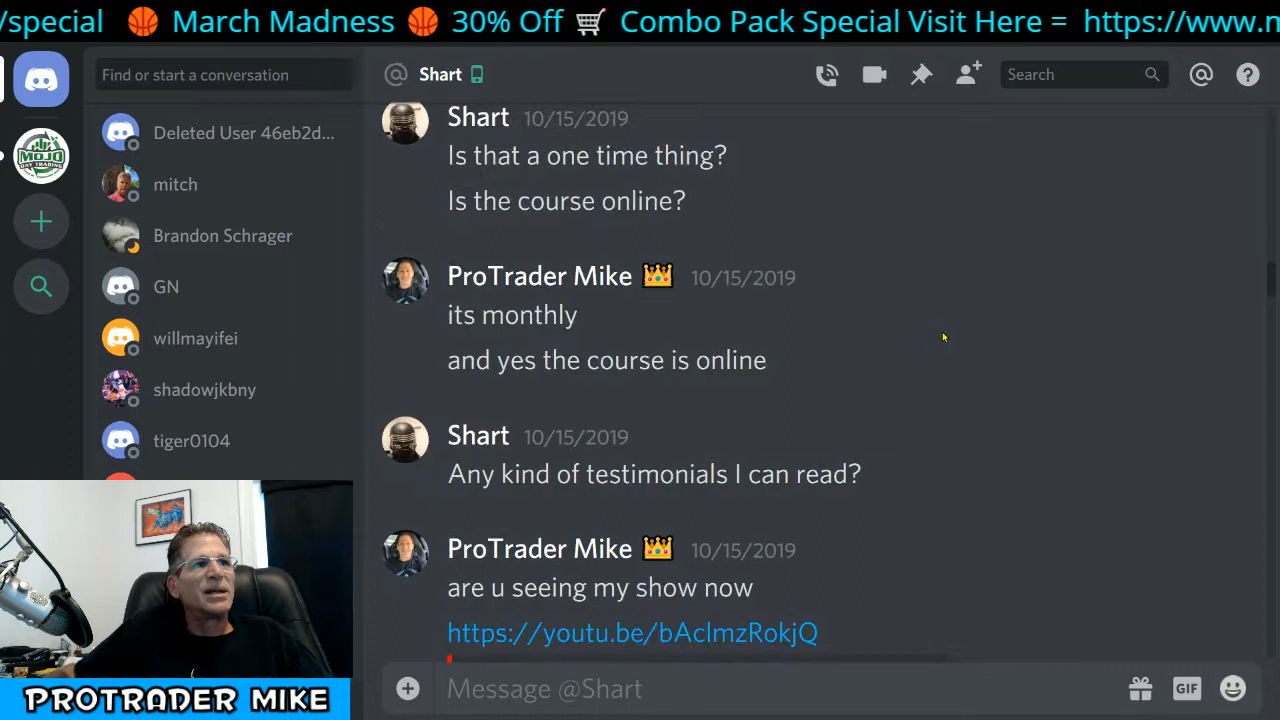 /special 🏀 March Madness 🏀 30% Off 🛒 Combo Pack Special Visit Here = https://www.m
Find or start a conversation
Shart
Search
Deleted User 46eb2d...
mitch
Brandon Schrager
GN
willmayifei
shadowjkbny
tiger0104
MOJO
DAY TRADING
Shart 10/15/2019
Is that a one time thing?
Is the course online?
ProTrader Mike 👑 10/15/2019
its monthly
and yes the course is online
Shart 10/15/2019
Any kind of testimonials I can read?
ProTrader Mike 👑 10/15/2019
are u seeing my show now
https://youtu.be/bAclmzRokjQ
Message @Shart
GIF
PROTRADER MIKE